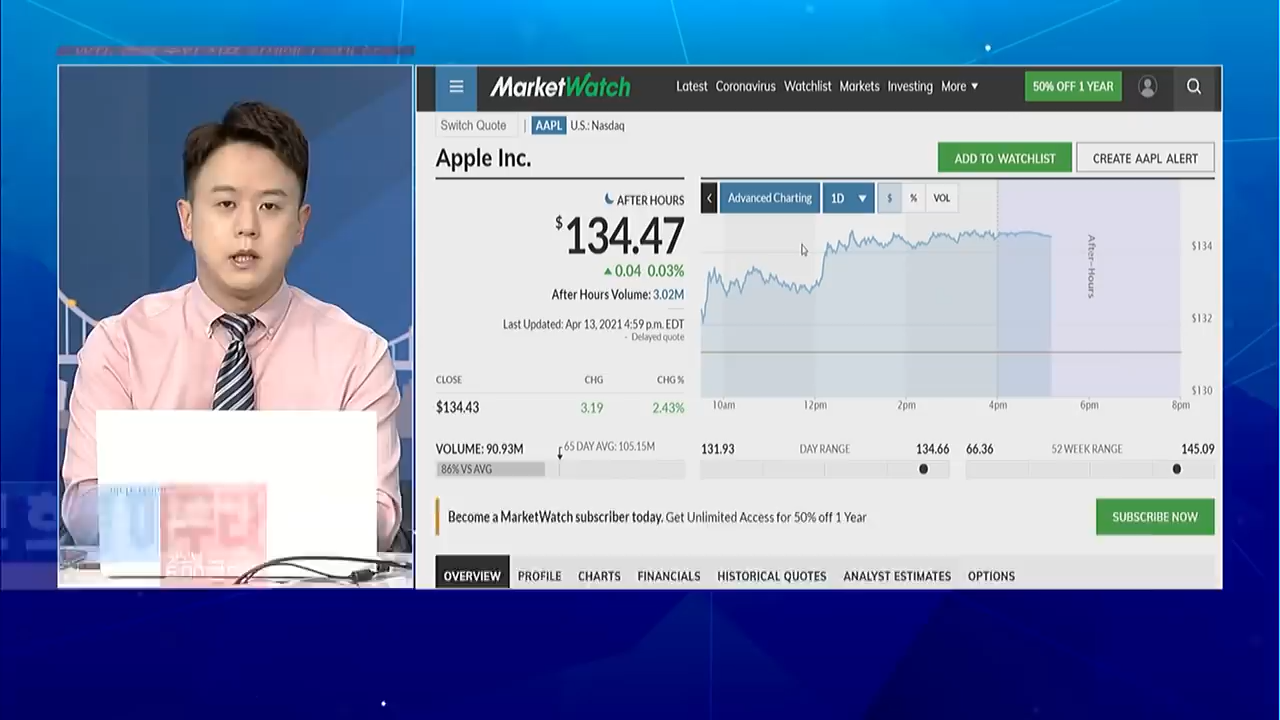 MarketWatch
Latest Coronavirus Watchlist Markets Investing More ▼
50% OFF 1 YEAR
Switch Quote | AAPL U.S.: Nasdaq
Apple Inc.
ADD TO WATCHLIST
CREATE AAPL ALERT
AFTER HOURS
$134.47
▲ 0.04 0.03%
After Hours Volume: 3.02M
Last Updated: Apr 13, 2021 4:59 p.m. EDT
- Delayed quote
CLOSE CHG CHG %
$134.43 3.19 2.43%
Advanced Charting 1D ▼ $ % VOL
After-Hours
$134
$132
$130
10am 12pm 2pm 4pm 6pm 8pm
VOLUME: 90.93M 65 DAY AVG: 105.15M
86% VS AVG
131.93 DAY RANGE 134.66
66.36 52 WEEK RANGE 145.09
Become a MarketWatch subscriber today. Get Unlimited Access for 50% off 1 Year
SUBSCRIBE NOW
OVERVIEW PROFILE CHARTS FINANCIALS HISTORICAL QUOTES ANALYST ESTIMATES OPTIONS